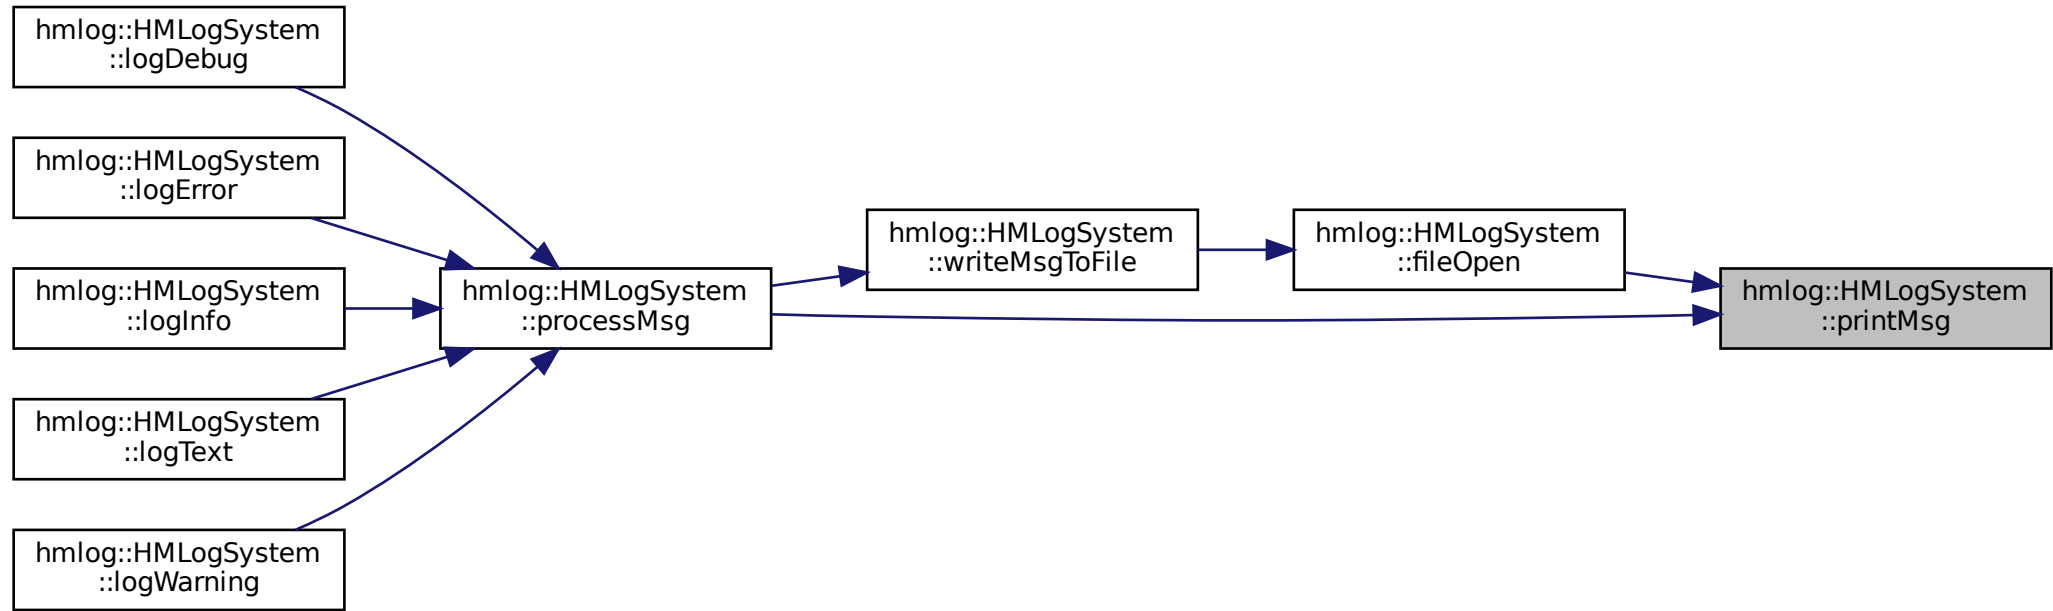 hmlog::HMLogSystem
::logDebug
hmlog::HMLogSystem
::logError
hmlog::HMLogSystem
::logInfo
hmlog::HMLogSystem
::logText
hmlog::HMLogSystem
::logWarning
hmlog::HMLogSystem
::processMsg
hmlog::HMLogSystem
::writeMsgToFile
hmlog::HMLogSystem
::fileOpen
hmlog::HMLogSystem
::printMsg